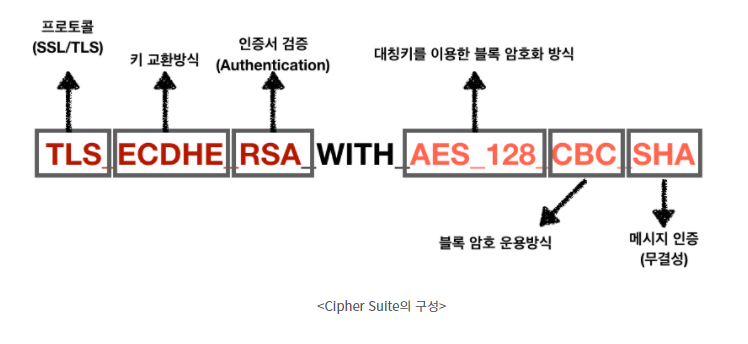 프로토콜
(SSL/TLS)
키 교환방식
인증서 검증
(Authentication)
대칭키를 이용한 블록 암호화 방식
TLS_ECDHE_RSA_WITH_AES_128_CBC_SHA
블록 암호 운용방식
메시지 인증
(무결성)
<Cipher Suite의 구성>